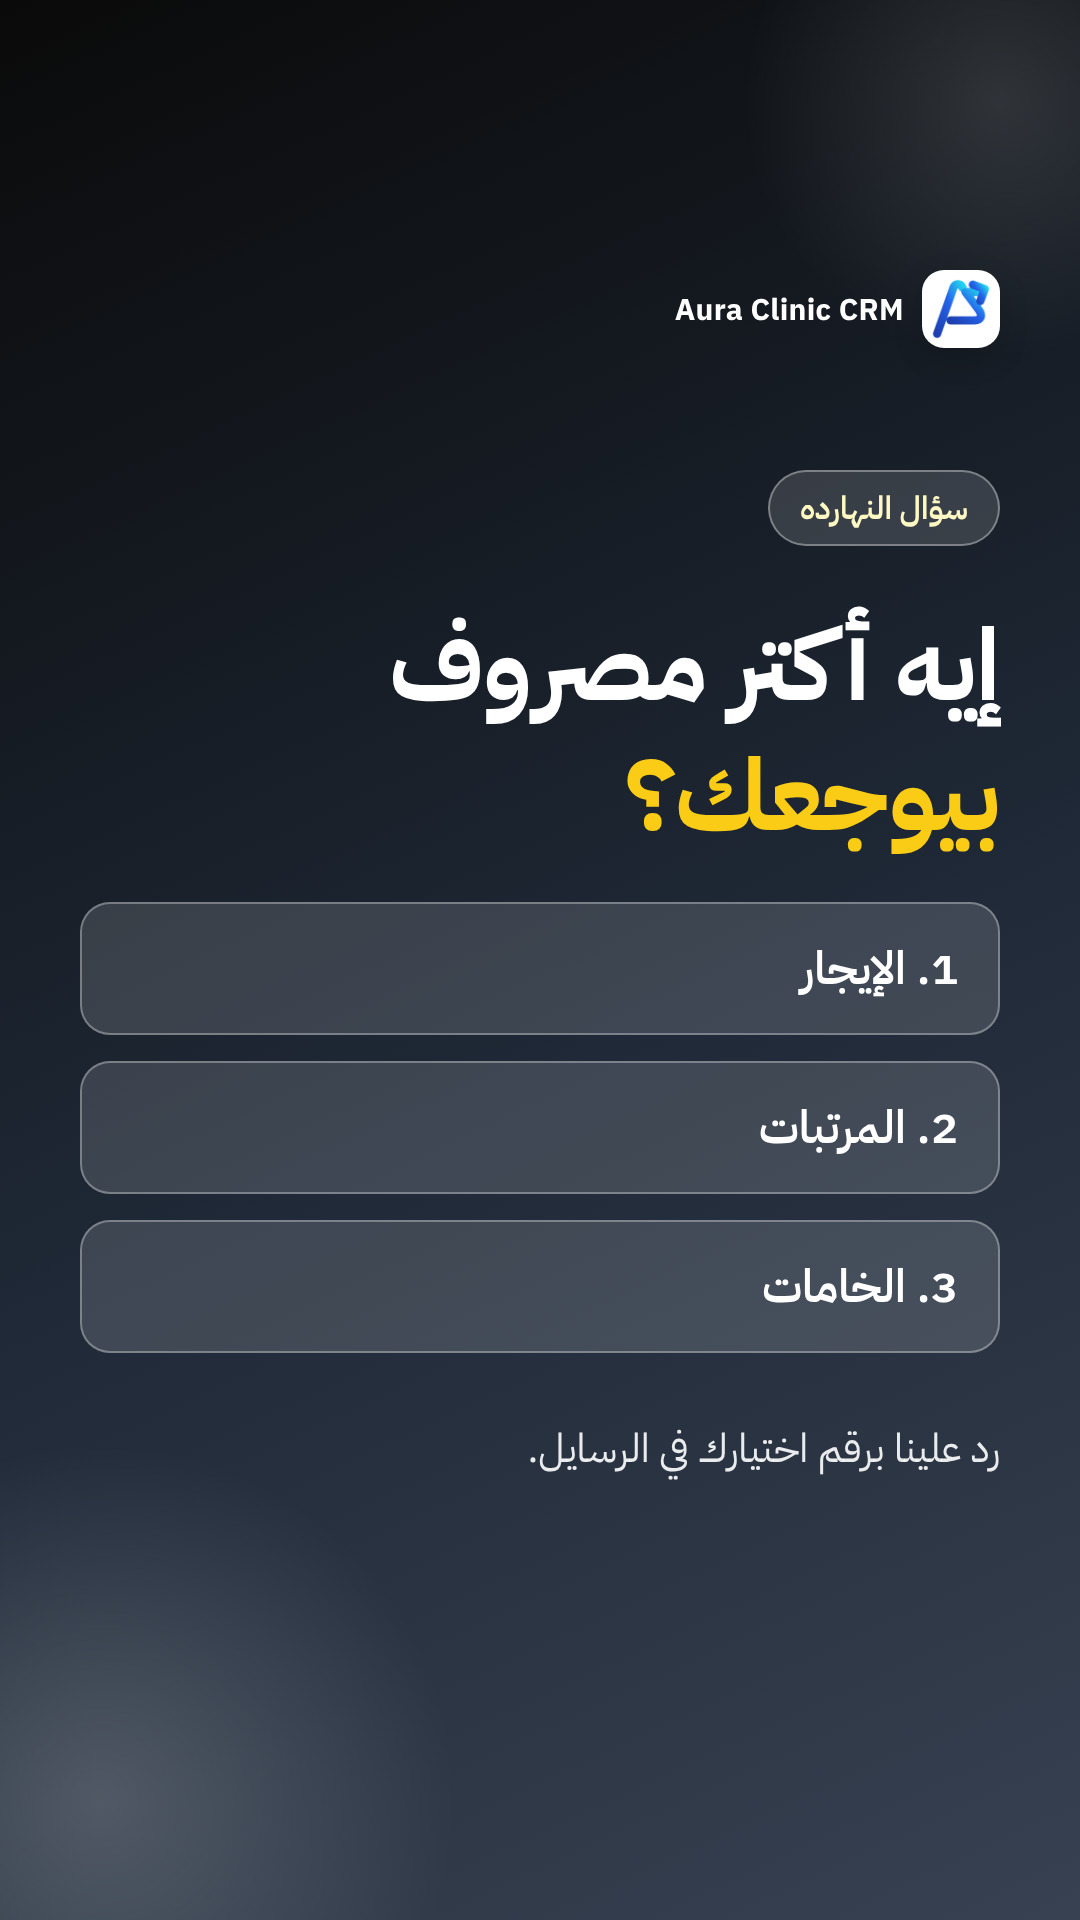 Aura Clinic CRM
سؤال النهارده
إيه أكتر مصروف
بيوجعك؟
1. الإيجار
2. المرتبات
3. الخامات
رد علينا برقم اختيارك في الرسايل.